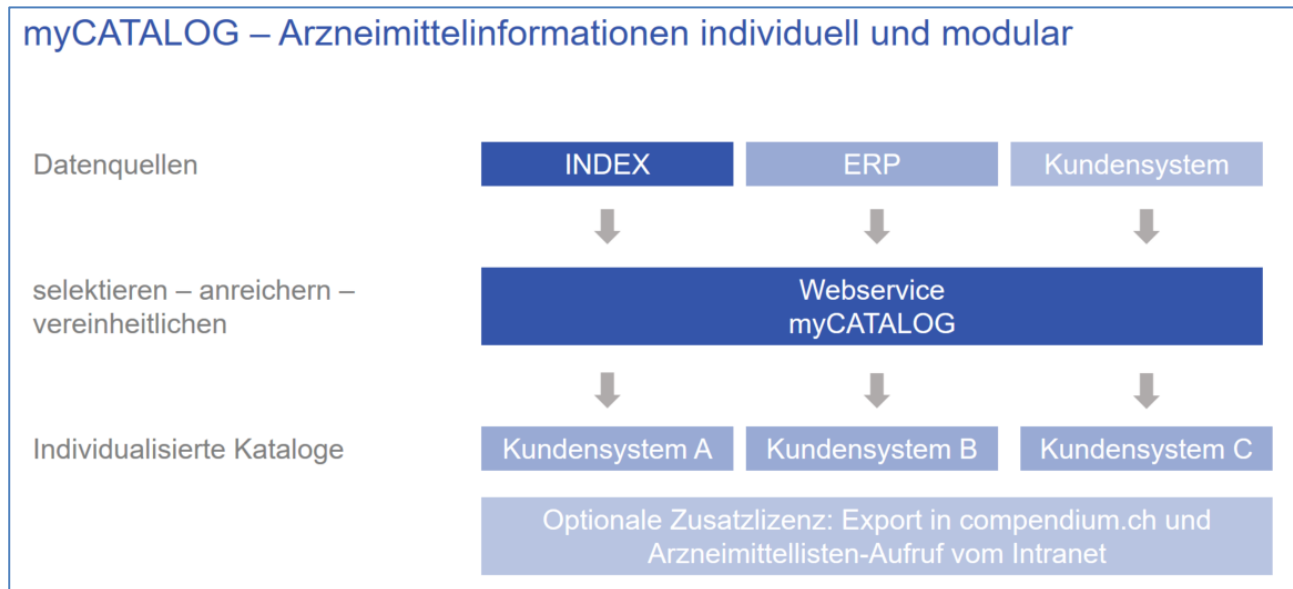 myCATALOG – Arzneimittelinformationen individuell und modular
Datenquellen
INDEX
ERP
Kundensystem
selektieren – anreichern –
vereinheitlichen
Webservice
myCATALOG
Individualisierte Kataloge
Kundensystem A
Kundensystem B
Kundensystem C
Optionale Zusatzlizenz: Export in compendium.ch und
Arzneimittellisten-Aufruf vom Intranet